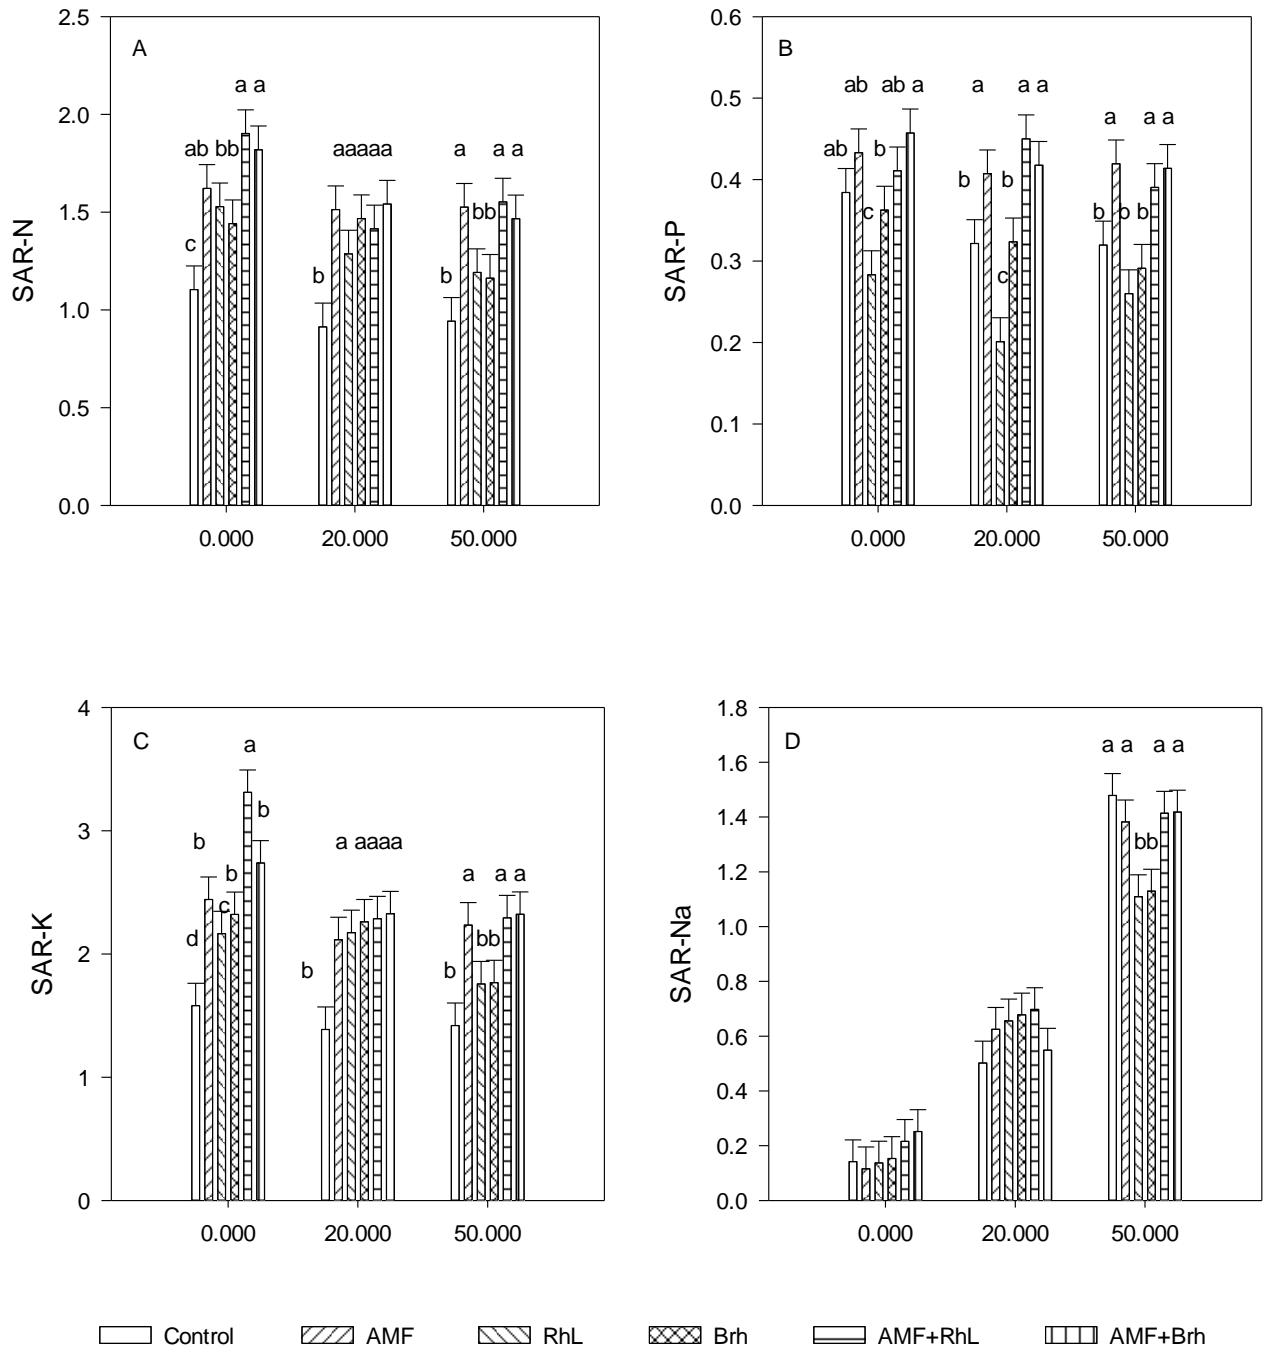 2.5
A
a a
2.0
ab bb
aaaaa
a
a a
1.5
bb
c
b
b
1.0
0.5
0.0
0.000 20.000 50.000
SAR-N
0.6
B
0.5
ab ab a
a
a a
a
a a
ab
b
0.4
b
b
c
b b b
0.3
c
0.2
0.1
0.0
0.000 20.000 50.000
SAR-P
4
C
a
3
b
b
b
c
d
a aaaa
a
a a
2
b
b
bb
1
0
0.000 20.000 50.000
SAR-K
1.8
D
a a
a a
1.6
1.4
bb
1.2
1.0
0.8
0.6
0.4
0.2
0.0
0.000 20.000 50.000
SAR-Na
Control AMF RhL Brh AMF+RhL AMF+Brh